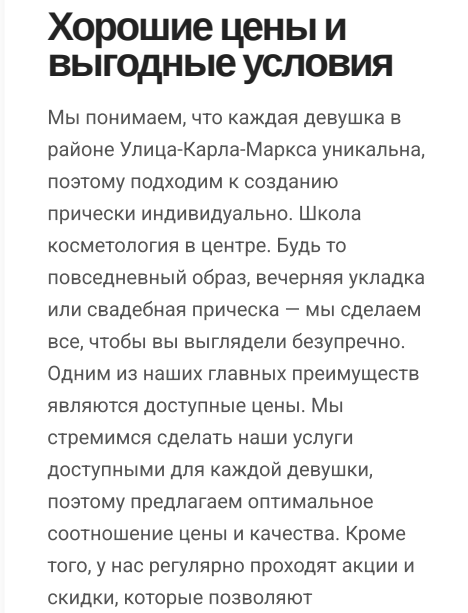 Хорошие цены и
выгодные условия
Мы понимаем, что каждая девушка в
районе Улица-Карла-Маркса уникальна,
поэтому подходим к созданию
прически индивидуально. Школа
косметология в центре. Будь то
повседневный образ, вечерняя укладка
или свадебная прическа — мы сделаем
все, чтобы вы выглядели безупречно.
Одним из наших главных преимуществ
являются доступные цены. Мы
стремимся сделать наши услуги
доступными для каждой девушки,
поэтому предлагаем оптимальное
соотношение цены и качества. Кроме
того, у нас регулярно проходят акции и
скидки, которые позволяют